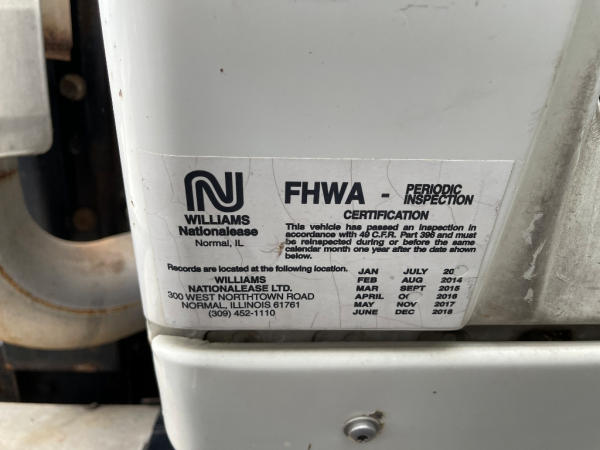 WILLIAMS
Nationalease
Normal, IL
FHWA - PERIODIC INSPECTION
CERTIFICATION
This vehicle has passed an inspection in
accordance with 49 C.F.R. Part 396 and must
be reinspected during or before the same
calendar month one year after the date shown
below.
Records are located at the following location.
WILLIAMS
NATIONALEASE LTD.
300 WEST NORTHTOWN ROAD
NORMAL, ILLINOIS 61761
(309) 452-1110
JAN JULY
FEB AUG 2014
MAR SEPT 2015
APRIL 2016
MAY NOV 2017
JUNE DEC 2018